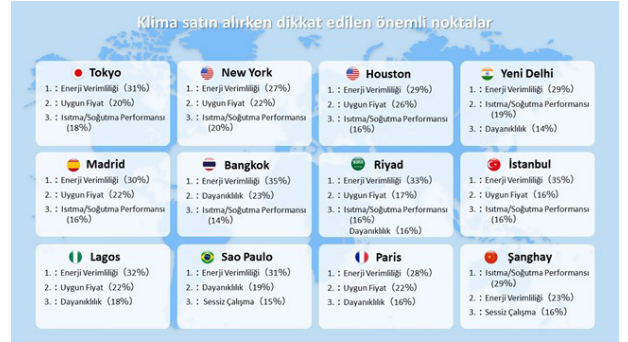 Klima satın alırken dikkat edilen önemli noktalar
Tokyo
1. : Enerji Verimliliği (31%)
2. : Uygun Fiyat (20%)
3. : Isıtma/Soğutma Performansı
(18%)
New York
1. : Enerji Verimliliği (27%)
2. : Uygun Fiyat (22%)
3. : Isıtma/Soğutma Performansı
(20%)
Houston
1. : Enerji Verimliliği (29%)
2. : Uygun Fiyat (26%)
3. : Isıtma/Soğutma Performansı
(16%)
Yeni Delhi
1. : Enerji Verimliliği (29%)
2. : Isıtma/Soğutma Performansı
(19%)
3. : Dayanıklılık (14%)
Madrid
1. : Enerji Verimliliği (30%)
2. : Uygun Fiyat (22%)
3. : Isıtma/Soğutma Performansı
(16%)
Bangkok
1. : Enerji Verimliliği (35%)
2. : Dayanıklılık (23%)
3. : Isıtma/Soğutma Performansı
(14%)
Riyad
1. : Enerji Verimliliği (33%)
2. : Uygun Fiyat (17%)
3. : Isıtma/Soğutma Performansı
(16%)
Dayanıklılık (16%)
İstanbul
1. : Enerji Verimliliği (35%)
2. : Uygun Fiyat (16%)
3. : Isıtma/Soğutma Performansı
(16%)
Lagos
1. : Enerji Verimliliği (32%)
2. : Uygun Fiyat (22%)
3. : Dayanıklılık (18%)
Sao Paulo
1. : Enerji Verimliliği (31%)
2. : Dayanıklılık (19%)
3. : Sessiz Çalışma (15%)
Paris
1. : Enerji Verimliliği (28%)
2. : Uygun Fiyat (22%)
3. : Dayanıklılık (16%)
Şanghay
1. : Isıtma/Soğutma Performansı
(29%)
2. : Enerji Verimliliği (23%)
3. : Sessiz Çalışma (16%)